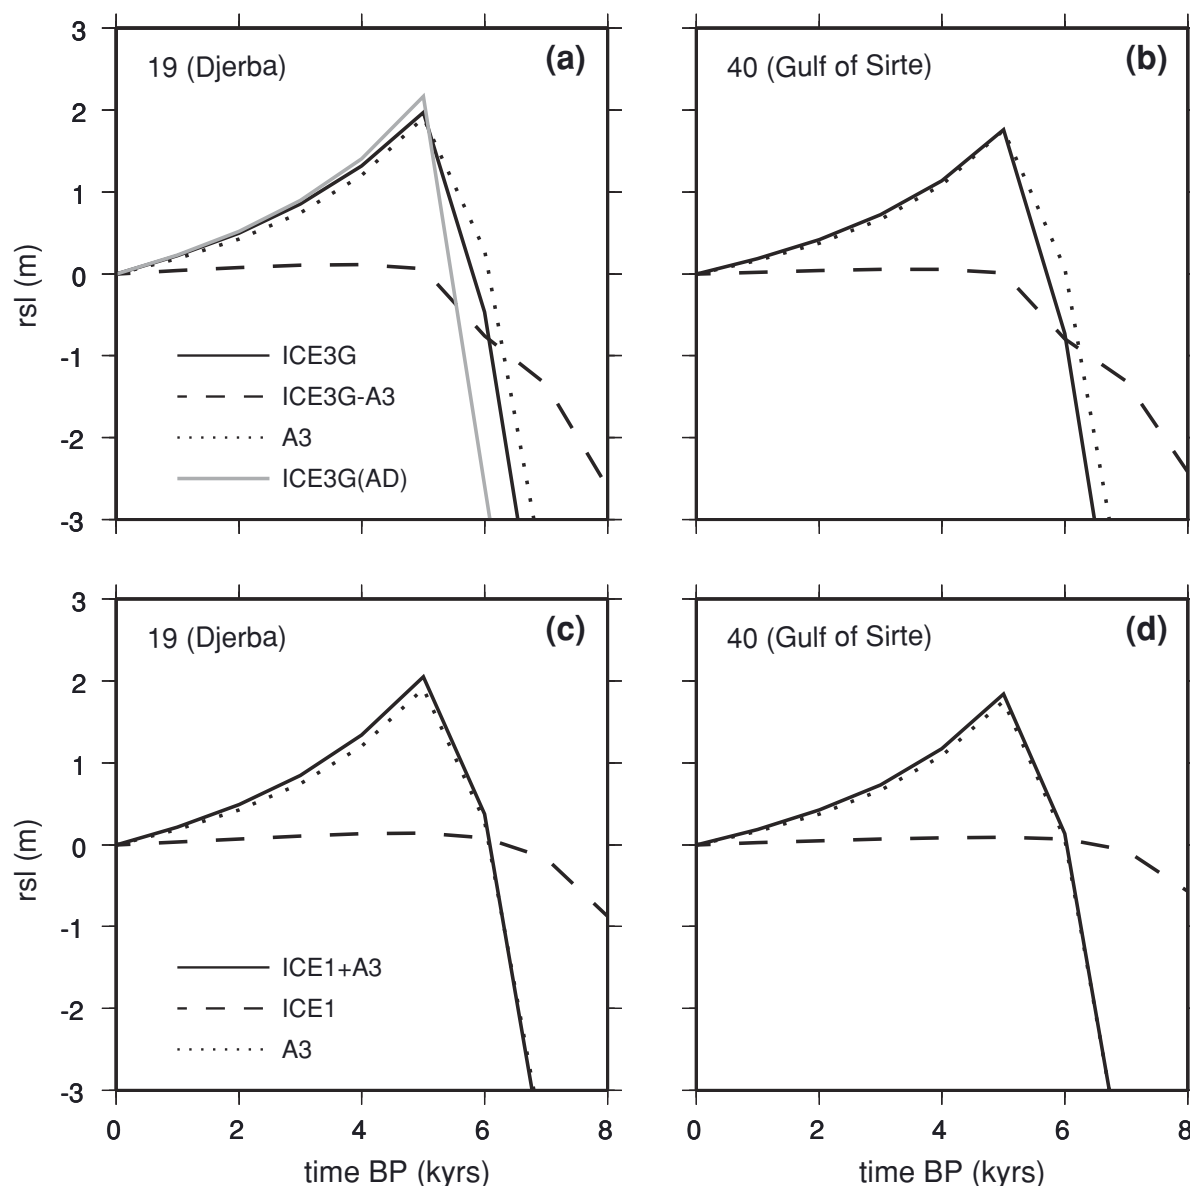 19 (Djerba) (a)
3
2
1
0
-1
-2
-3
rsl (m)
ICE3G
ICE3G-A3
A3
ICE3G(AD)
40 (Gulf of Sirte) (b)
19 (Djerba) (c)
3
2
1
0
-1
-2
-3
rsl (m)
ICE1+A3
ICE1
A3
0 2 4 6 8
time BP (kyrs)
40 (Gulf of Sirte) (d)
0 2 4 6 8
time BP (kyrs)